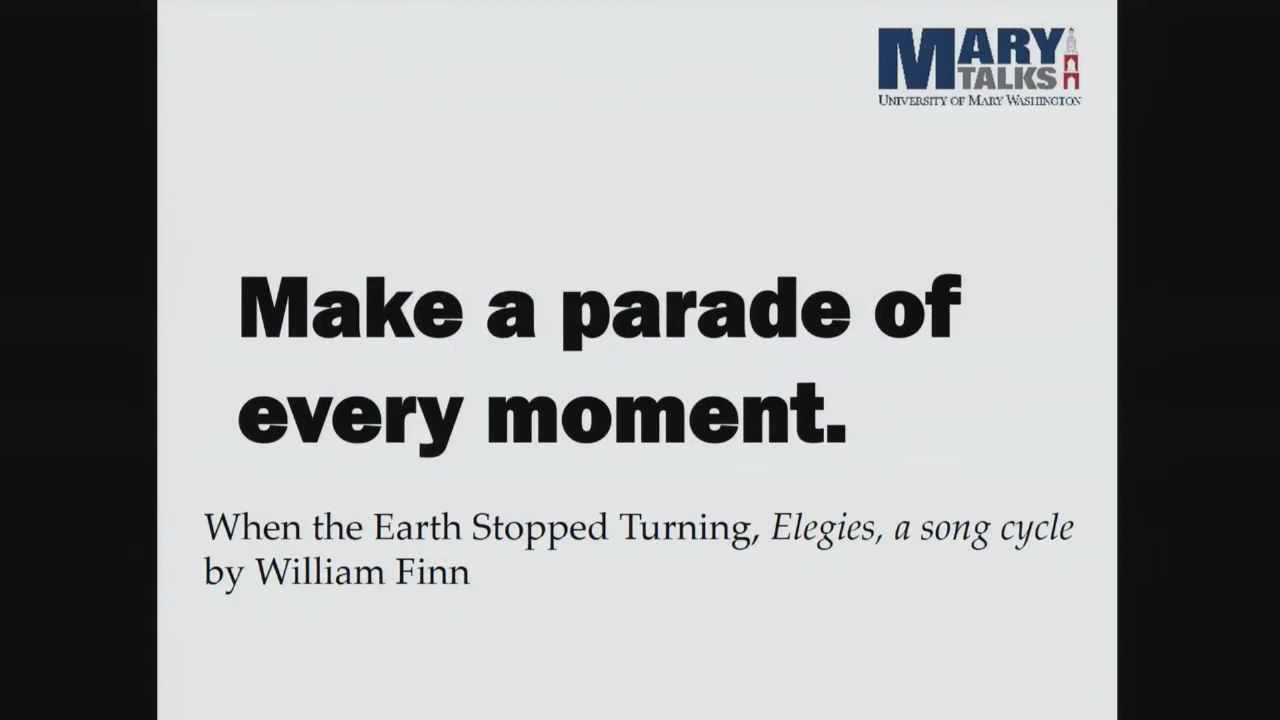 MARY
TALKS
UNIVERSITY OF MARY WASHINGTON
Make a parade of
every moment.
When the Earth Stopped Turning, Elegies, a song cycle
by William Finn